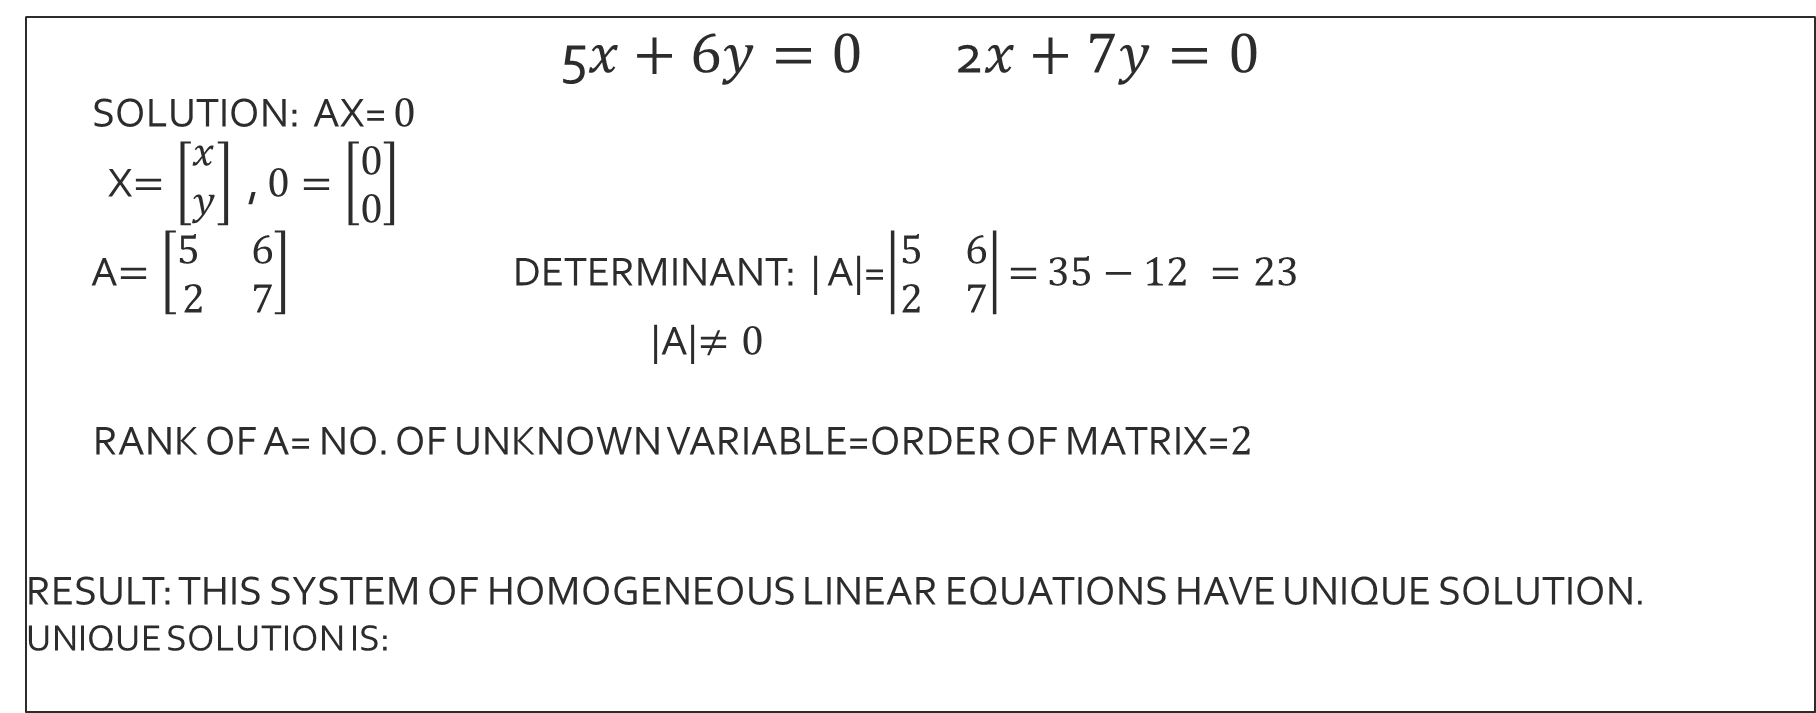 5x + 6y = 0 2x + 7y = 0
SOLUTION: AX= 0
X= [x y] , 0 = [0 0]
A= [5 6 2 7] DETERMINANT: | A|= |5 6 2 7| = 35 − 12 = 23
|A|≠ 0
RANK OF A= NO. OF UNKNOWN VARIABLE=ORDER OF MATRIX=2
RESULT: THIS SYSTEM OF HOMOGENEOUS LINEAR EQUATIONS HAVE UNIQUE SOLUTION.
UNIQUE SOLUTION IS: